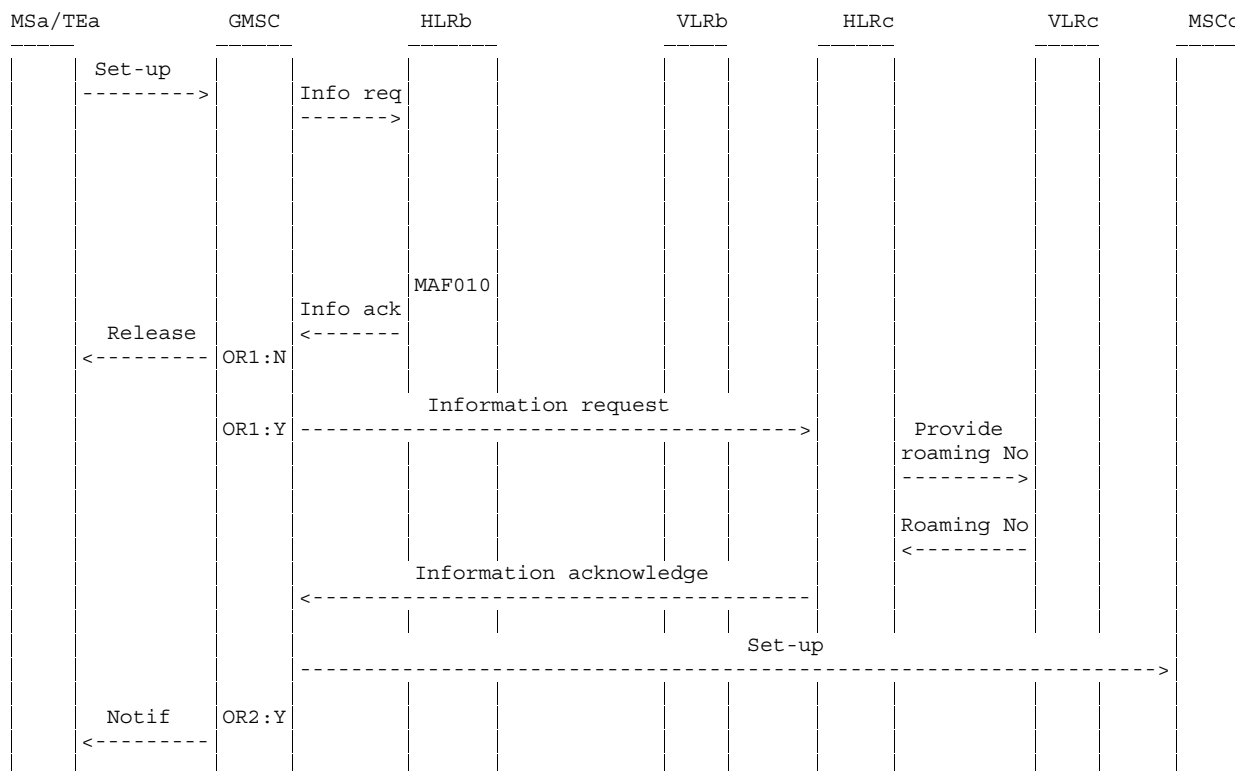 MSa/TEa GMSC HLRb VLRb HLRc VLRc MSCc
Set-up
---------> Info req
------->
MAF010
Info ack
Release <-------
<--------- OR1:N
Information request
OR1:Y ---------------------------------------> Provide
roaming No
--------->
Roaming No
<---------
Information acknowledge
<---------------------------------------
Set-up
------------------------------------------------------------------->
Notif OR2:Y
<---------